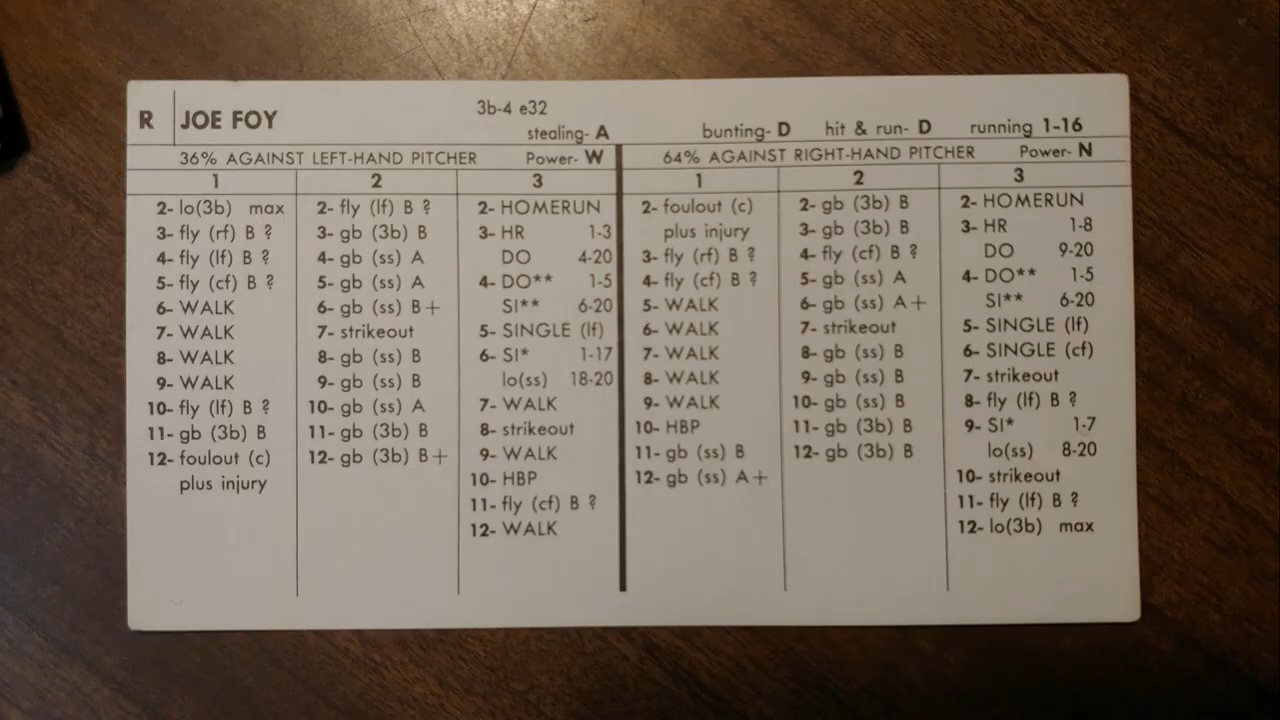 R JOE FOY 3b-4 e32
stealing- A bunting- D hit & run- D running 1-16
36% AGAINST LEFT-HAND PITCHER Power- W
1
2- lo(3b) max
3- fly (rf) B ?
4- fly (lf) B ?
5- fly (cf) B ?
6- WALK
7- WALK
8- WALK
9- WALK
10- fly (lf) B ?
11- gb (3b) B
12- foulout (c)
plus injury
2
2- fly (lf) B ?
3- gb (3b) B
4- gb (ss) A
5- gb (ss) A
6- gb (ss) B+
7- strikeout
8- gb (ss) B
9- gb (ss) B
10- gb (ss) A
11- gb (3b) B
12- gb (3b) B+
3
2- HOMERUN
3- HR 1-3
DO 4-20
4- DO** 1-5
SI** 6-20
5- SINGLE (lf)
6- SI* 1-17
lo(ss) 18-20
7- WALK
8- strikeout
9- WALK
10- HBP
11- fly (cf) B ?
12- WALK
64% AGAINST RIGHT-HAND PITCHER Power- N
1
2- foulout (c)
plus injury
3- fly (rf) B ?
4- fly (cf) B ?
5- WALK
6- WALK
7- WALK
8- WALK
9- WALK
10- HBP
11- gb (ss) B
12- gb (ss) A+
2
2- gb (3b) B
3- gb (3b) B
4- fly (cf) B ?
5- gb (ss) A
6- gb (ss) A+
7- strikeout
8- gb (ss) B
9- gb (ss) B
10- gb (ss) B
11- gb (3b) B
12- gb (3b) B
3
2- HOMERUN
3- HR 1-8
DO 9-20
4- DO** 1-5
SI** 6-20
5- SINGLE (lf)
6- SINGLE (cf)
7- strikeout
8- fly (lf) B ?
9- SI* 1-7
lo(ss) 8-20
10- strikeout
11- fly (lf) B ?
12- lo(3b) max